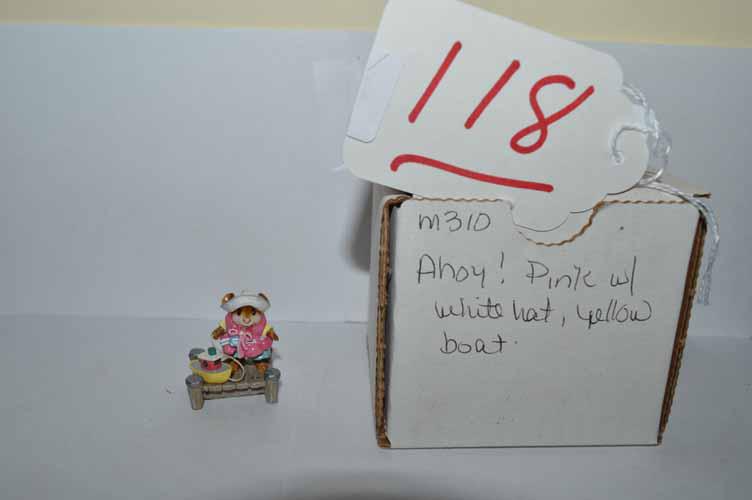 118
m310
Ahoy! Pink w/
white hat, yellow
boat.